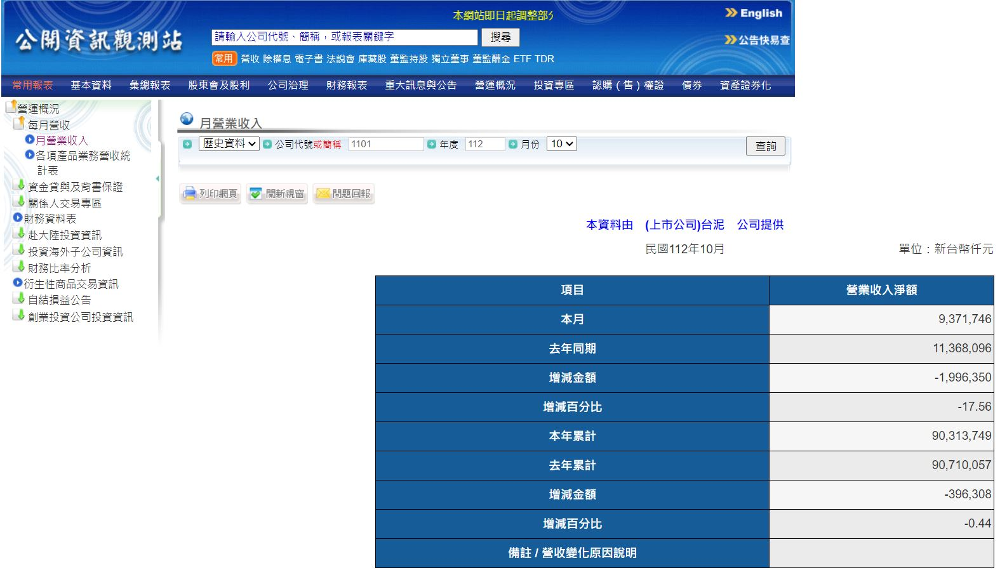 本網站即日起調整部分
English
公開資訊觀測站
請輸入公司代號、簡稱，或報表關鍵字
搜尋
公告快易查
常用 營收 除權息 電子書 法說會 庫藏股 董監持股 獨立董事 董監酬金 ETF TDR
常用報表 基本資料 彙總報表 股東會及股利 公司治理 財務報表 重大訊息與公告 營運概況 投資專區 認購（售）權證 債券 資產證券化
營運概況
每月營收
月營業收入
各項產品業務營收統
計表
資金貸與及背書保證
關係人交易專區
財務資料表
赴大陸投資資訊
投資海外子公司資訊
財務比率分析
衍生性商品交易資訊
自結損益公告
創業投資公司投資資訊
月營業收入
歷史資料 公司代號或簡稱 1101 年度 112 月份 10 查詢
列印網頁 開新視窗 問題回報
本資料由 (上市公司)台泥 公司提供
民國112年10月 單位：新台幣仟元
項目 營業收入淨額
本月 9,371,746
去年同期 11,368,096
增減金額 -1,996,350
增減百分比 -17.56
本年累計 90,313,749
去年累計 90,710,057
增減金額 -396,308
增減百分比 -0.44
備註 / 營收變化原因說明